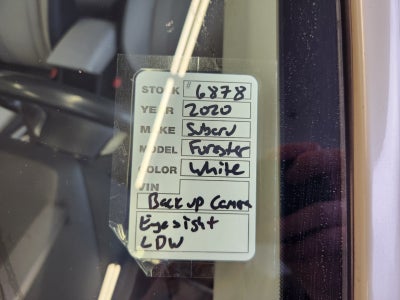 STOCK # 6878
YEAR 2020
MAKE Subaru
MODEL Forester
COLOR White
VIN
Back up Camera
Eyesight
LDW